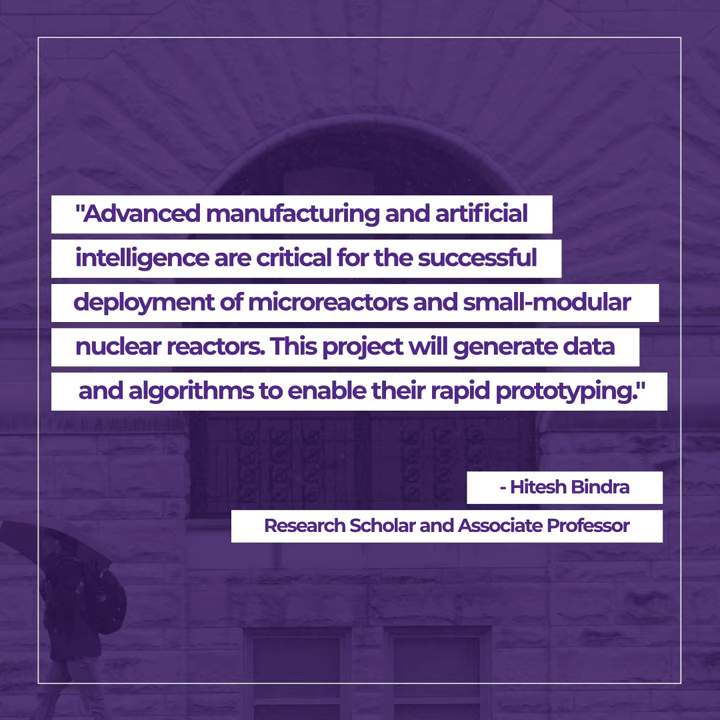 "Advanced manufacturing and artificial
intelligence are critical for the successful
deployment of microreactors and small-modular
nuclear reactors. This project will generate data
and algorithms to enable their rapid prototyping."
- Hitesh Bindra
Research Scholar and Associate Professor